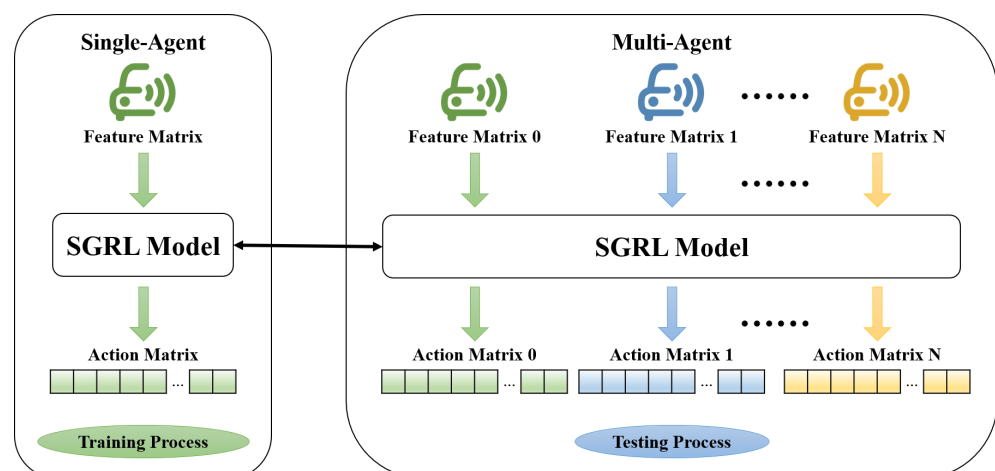 Single-Agent
Feature Matrix
SGRL Model
Action Matrix
...
Training Process
Multi-Agent
......
Feature Matrix 0
Feature Matrix 1
Feature Matrix N
......
SGRL Model
......
Action Matrix 0
Action Matrix 1
Action Matrix N
...
...
...
Testing Process